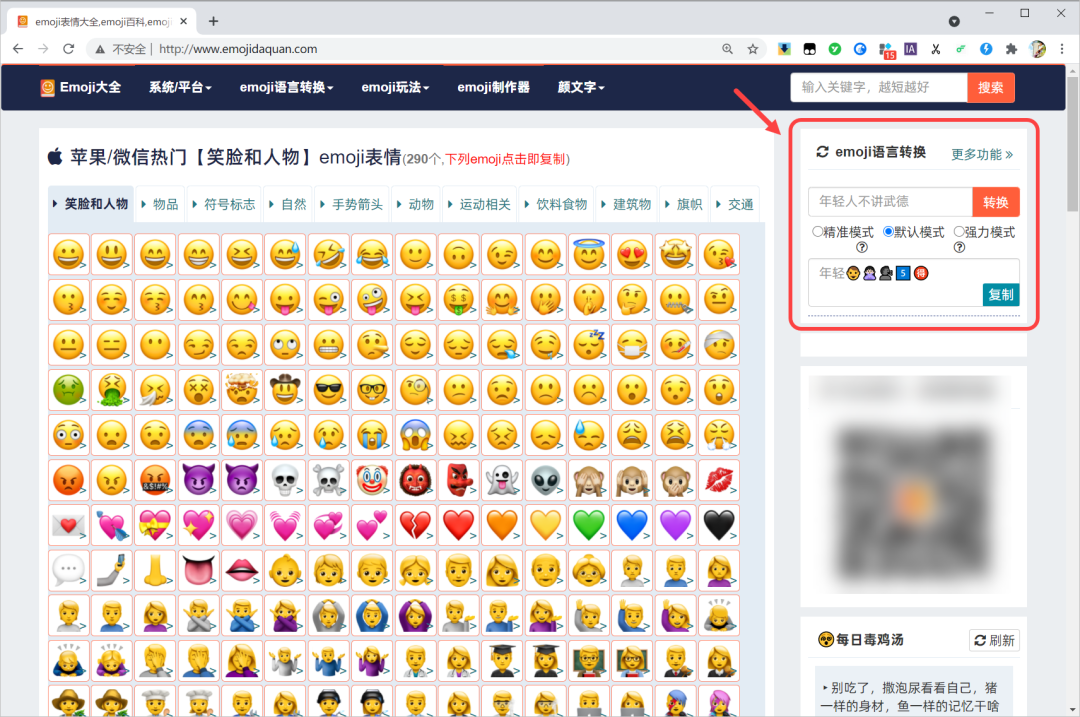 emoji表情大全,emoji百科,emoji
不安全 | http://www.emojidaquan.com
15
IA
Emoji大全
系统/平台
emoji语言转换
emoji玩法
emoji制作器
颜文字
输入关键字，越短越好
搜索
苹果/微信热门【笑脸和人物】emoji表情(290个,下列emoji点击即复制)
笑脸和人物
物品
符号标志
自然
手势箭头
动物
运动相关
饮料食物
建筑物
旗帜
交通
emoji语言转换
更多功能 »
年轻人不讲武德
转换
精准模式
默认模式
强力模式
年轻👨🙅🏻‍♀️🗣5️⃣🉐
复制
每日毒鸡汤
刷新
别吃了，撒泡尿看看自己，猪
一样的身材，鱼一样的记忆干啥